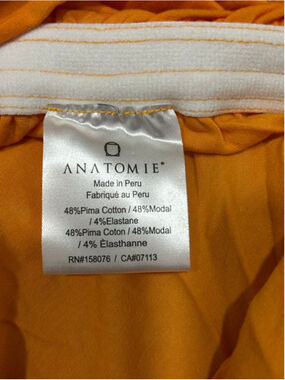 ANATOMIE®
Made in Peru
Fabriqué au Peru
48%Pima Cotton / 48%Modal
/ 4%Elastane
48%Pima Coton / 48%Modal
/ 4% Élasthanne
RN#158076 / CA#07113